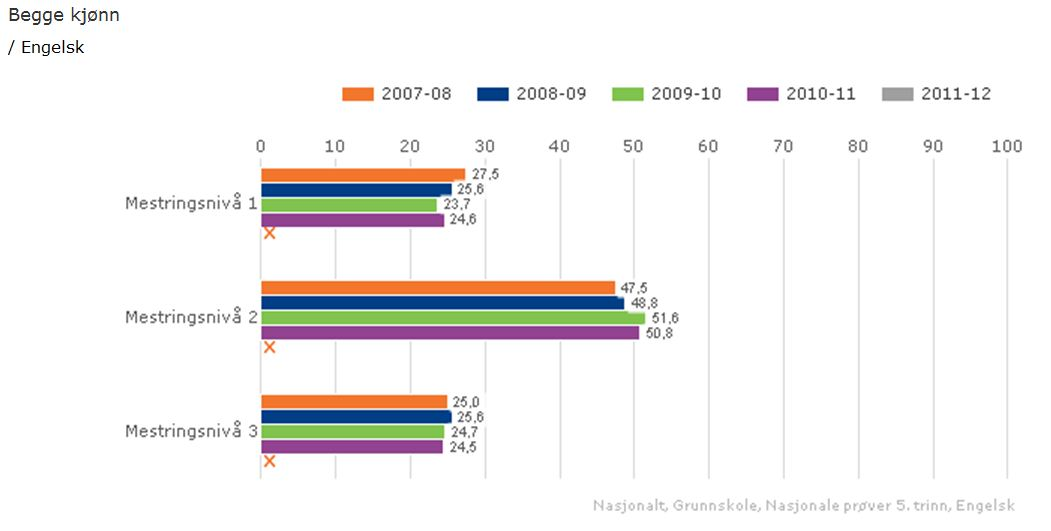 Begge kjønn
/ Engelsk
2007-08 2008-09 2009-10 2010-11 2011-12
0 10 20 30 40 50 60 70 80 90 100
27,5
25,6
Mestringsnivå 1
23,7
24,6
47,5
48,8
Mestringsnivå 2
51,6
50,8
25,0
25,6
Mestringsnivå 3
24,7
24,5
Nasjonalt, Grunnskole, Nasjonale prøver 5. trinn, Engelsk